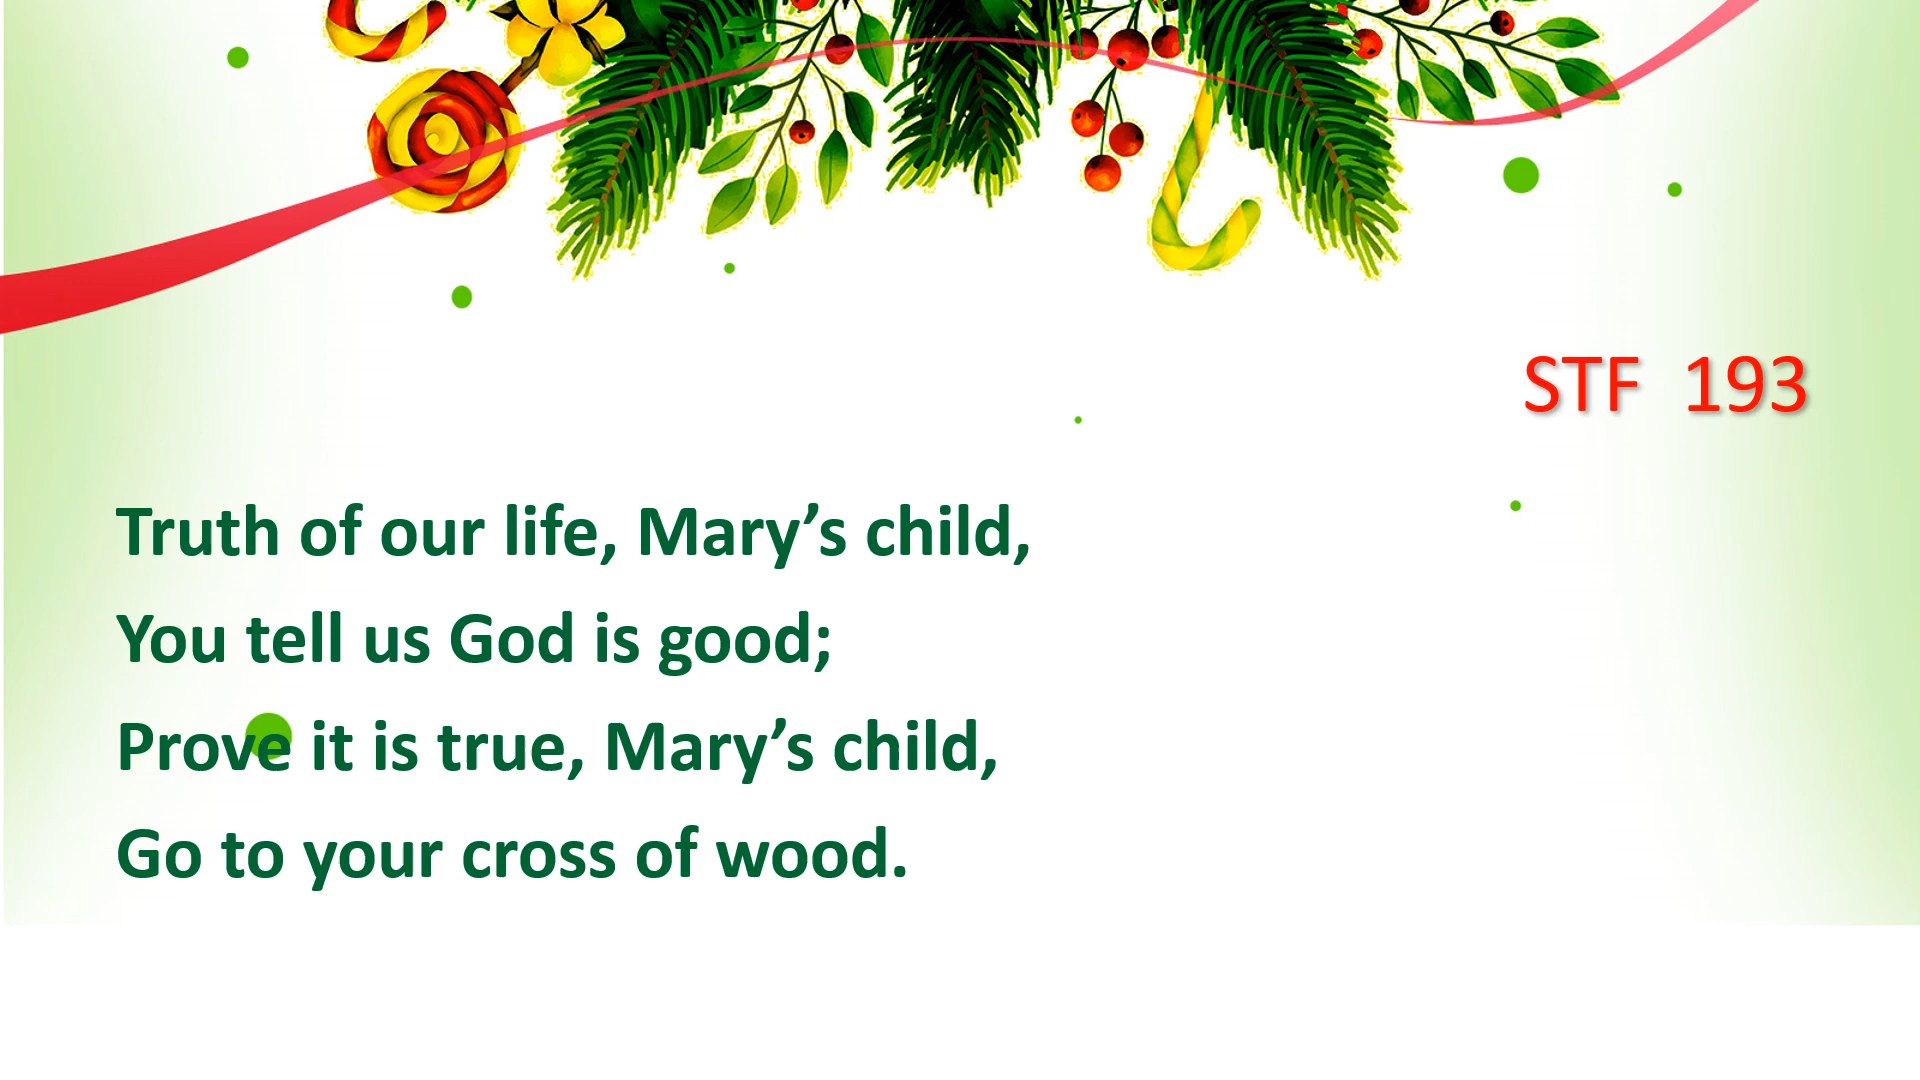 STF 193
Truth of our life, Mary’s child,
You tell us God is good;
Prove it is true, Mary’s child,
Go to your cross of wood.